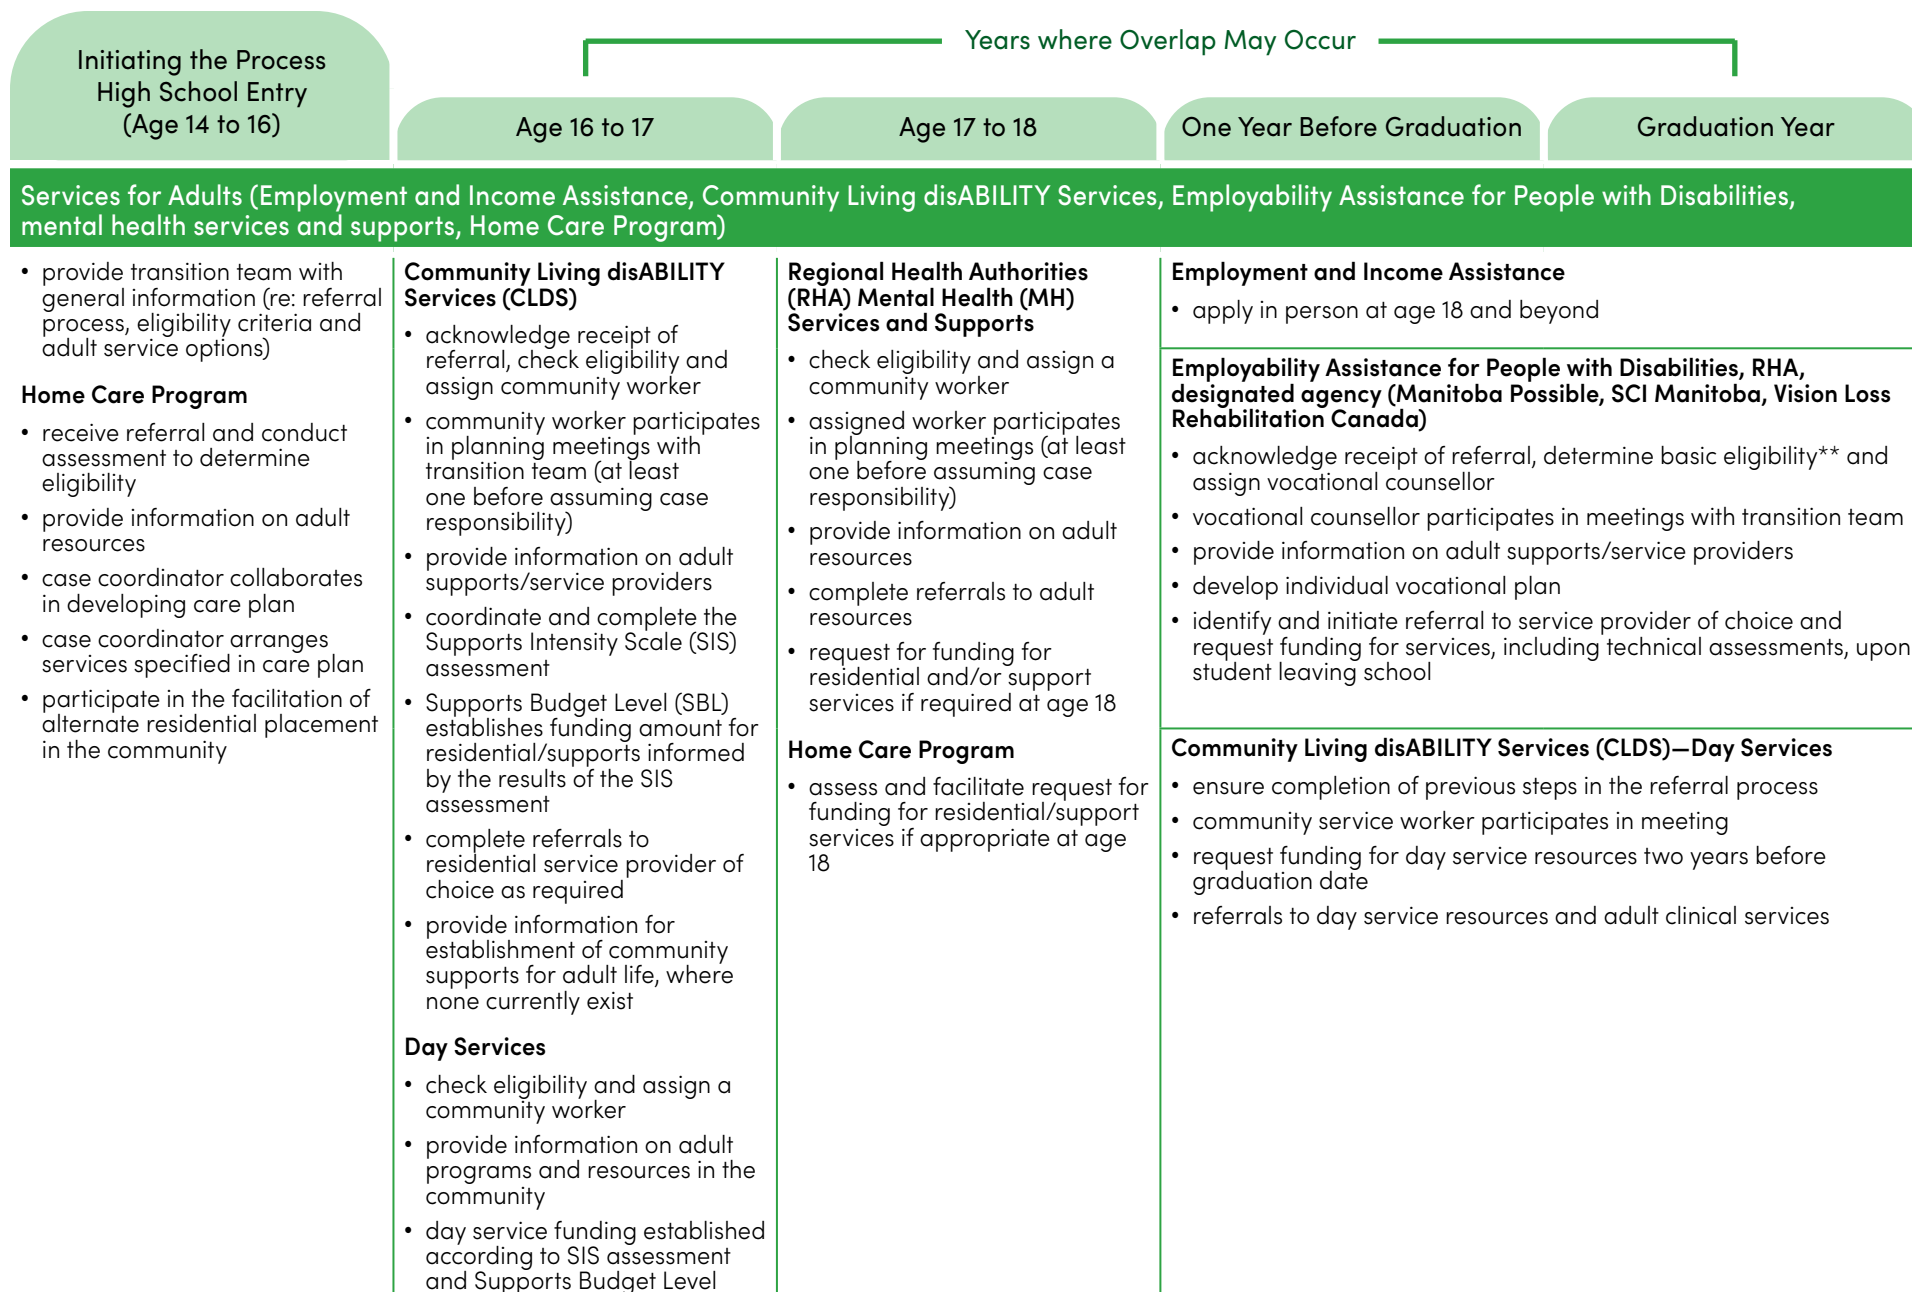 Initiating the Process
High School Entry
(Age 14 to 16)
Years where Overlap May Occur
Age 16 to 17
Age 17 to 18
One Year Before Graduation
Graduation Year
Services for Adults (Employment and Income Assistance, Community Living disABILITY Services, Employability Assistance for People with Disabilities,
mental health services and supports, Home Care Program)
• provide transition team with
general information (re: referral
process, eligibility criteria and
adult service options)
Home Care Program
• receive referral and conduct
assessment to determine
eligibility
• provide information on adult
resources
• case coordinator collaborates
in developing care plan
• case coordinator arranges
services specified in care plan
• participate in the facilitation of
alternate residential placement
in the community
Community Living disABILITY
Services (CLDS)
• acknowledge receipt of
referral, check eligibility and
assign community worker
• community worker participates
in planning meetings with
transition team (at least
one before assuming case
responsibility)
• provide information on adult
supports/service providers
• coordinate and complete the
Supports Intensity Scale (SIS)
assessment
• Supports Budget Level (SBL)
establishes funding amount for
residential/supports informed
by the results of the SIS
assessment
• complete referrals to
residential service provider of
choice as required
• provide information for
establishment of community
supports for adult life, where
none currently exist
Day Services
• check eligibility and assign a
community worker
• provide information on adult
programs and resources in the
community
• day service funding established
according to SIS assessment
and Supports Budget Level
Regional Health Authorities
(RHA) Mental Health (MH)
Services and Supports
• check eligibility and assign a
community worker
• assigned worker participates
in planning meetings (at least
one before assuming case
responsibility)
• provide information on adult
resources
• complete referrals to adult
resources
• request for funding for
residential and/or support
services if required at age 18
Home Care Program
• assess and facilitate request for
funding for residential/support
services if appropriate at age
18
Employment and Income Assistance
• apply in person at age 18 and beyond
Employability Assistance for People with Disabilities, RHA,
designated agency (Manitoba Possible, SCI Manitoba, Vision Loss
Rehabilitation Canada)
• acknowledge receipt of referral, determine basic eligibility** and
assign vocational counsellor
• vocational counsellor participates in meetings with transition team
• provide information on adult supports/service providers
• develop individual vocational plan
• identify and initiate referral to service provider of choice and
request funding for services, including technical assessments, upon
student leaving school
Community Living disABILITY Services (CLDS)—Day Services
• ensure completion of previous steps in the referral process
• community service worker participates in meeting
• request funding for day service resources two years before
graduation date
• referrals to day service resources and adult clinical services